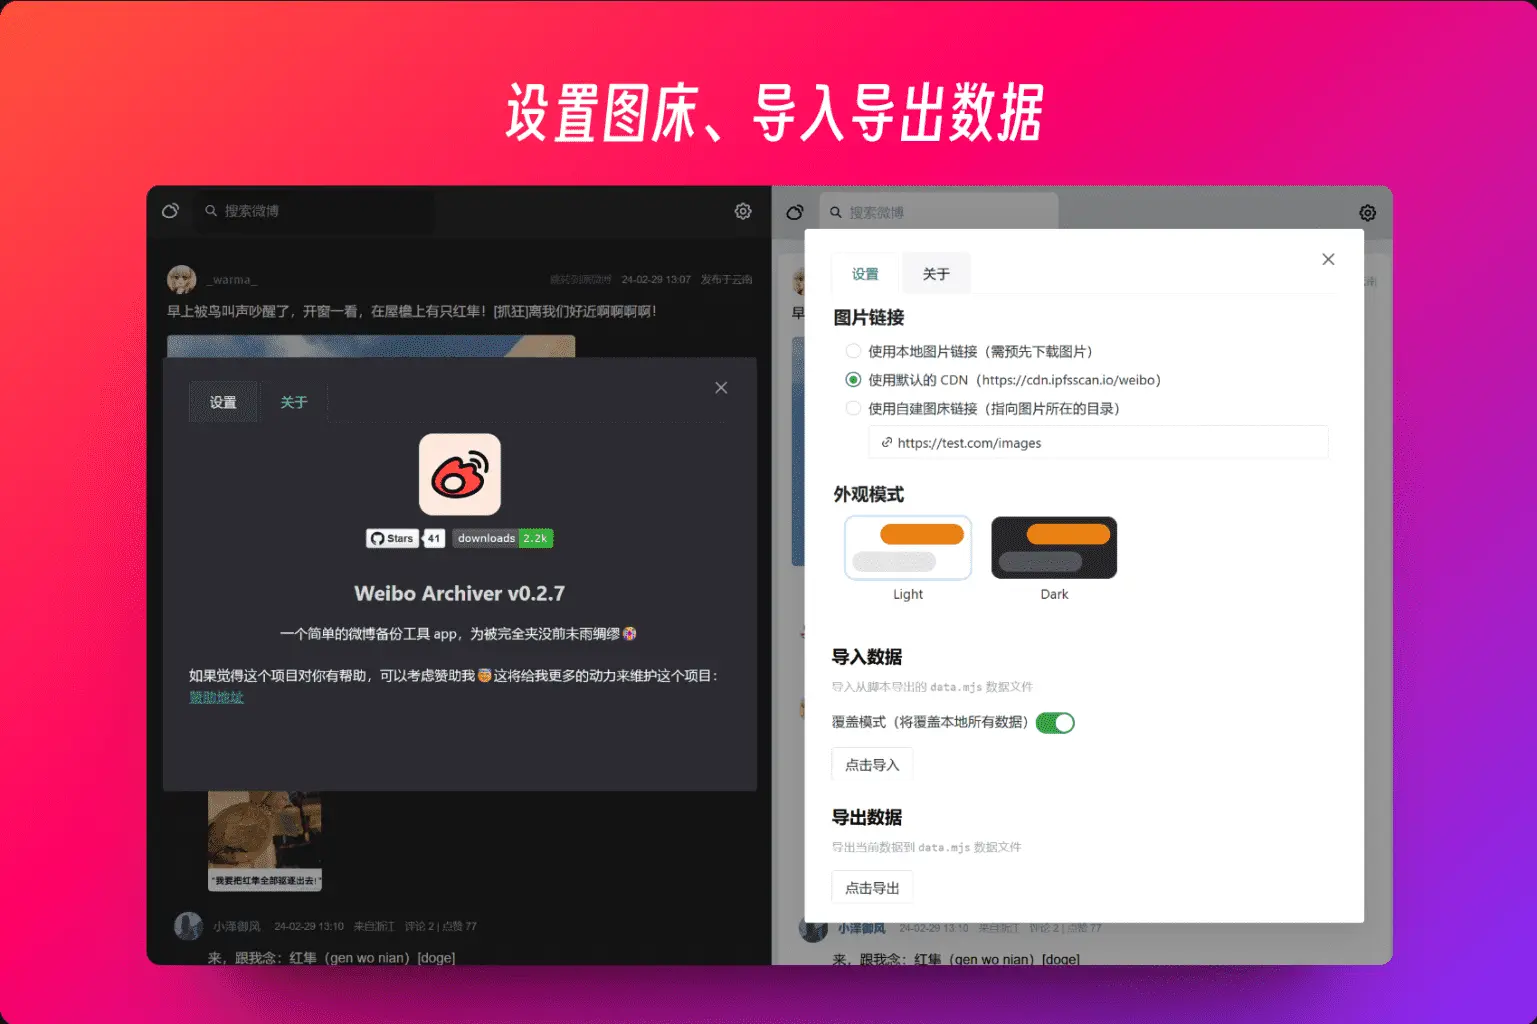 设置图床、导入导出数据
搜索微博
_warma_
跳转到原微博 24-02-29 13:07 发布于云南
早上被鸟叫声吵醒了，开窗一看，在屋檐上有只红隼！[抓狂]离我们好近啊啊啊啊！
设置 关于
Stars 41 downloads 2.2k
Weibo Archiver v0.2.7
一个简单的微博备份工具 app，为被完全夹没前未雨绸缪
如果觉得这个项目对你有帮助，可以考虑赞助我这将给我更多的动力来维护这个项目：
赞助地址
"我要把红隼全部驱逐出去!"
小泽御风 24-02-29 13:10 来自浙江 评论 2 | 点赞 77
来，跟我念：红隼（gen wo nian）[doge]
搜索微博
南
早
设置 关于
图片链接
使用本地图片链接（需预先下载图片）
使用默认的 CDN（https://cdn.ipfsscan.io/weibo）
使用自建图床链接（指向图片所在的目录）
https://test.com/images
外观模式
Light Dark
导入数据
导入从脚本导出的 data.mjs 数据文件
覆盖模式（将覆盖本地所有数据）
点击导入
导出数据
导出当前数据到 data.mjs 数据文件
点击导出
小泽御风 24-02-29 13:10 来自浙江 评论 2 | 点赞 77
来，跟我念：红隼（gen wo nian）[doge]